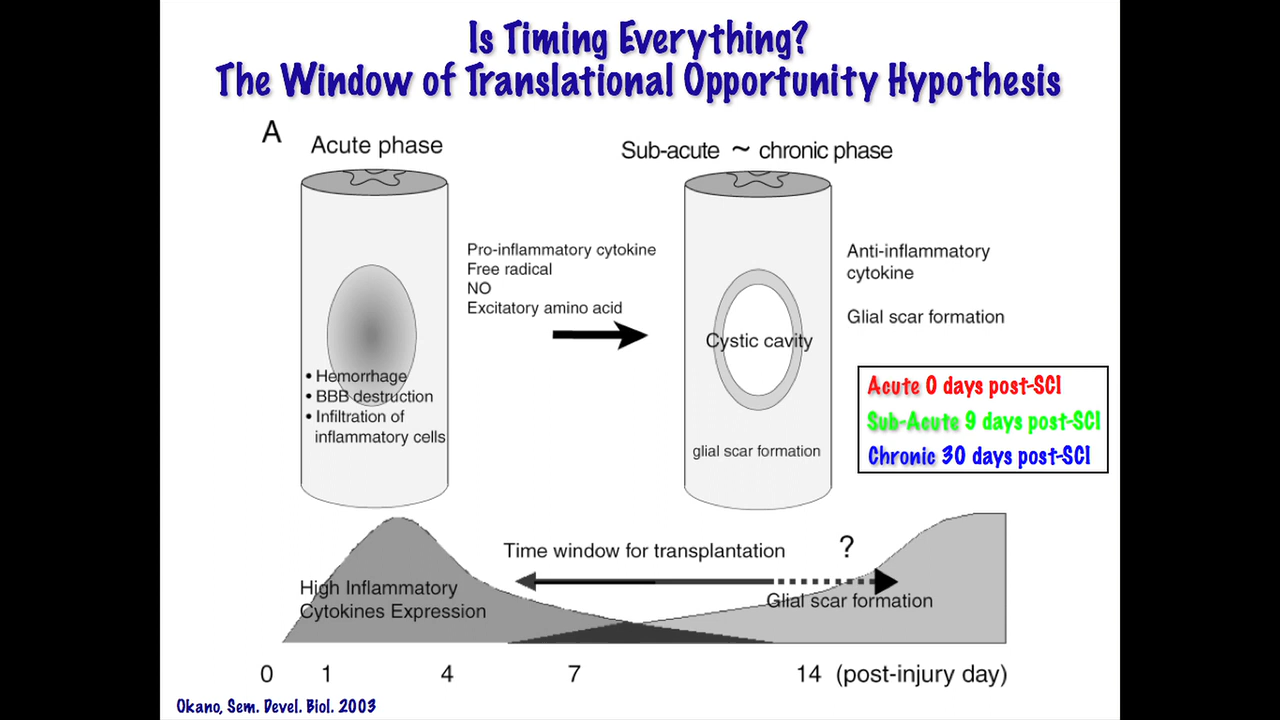 Is Timing Everything?
The Window of Translational Opportunity Hypothesis
A
Acute phase
Sub-acute ~ chronic phase
Pro-inflammatory cytokine
Free radical
NO
Excitatory amino acid
Anti-inflammatory
cytokine
Glial scar formation
Cystic cavity
• Hemorrhage
• BBB destruction
• Infiltration of
inflammatory cells
glial scar formation
Acute 0 days post-SCI
Sub-Acute 9 days post-SCI
Chronic 30 days post-SCI
Time window for transplantation
?
High Inflammatory
Cytokines Expression
Glial scar formation
0 1 4 7 14 (post-injury day)
Okano, Sem. Devel. Biol. 2003